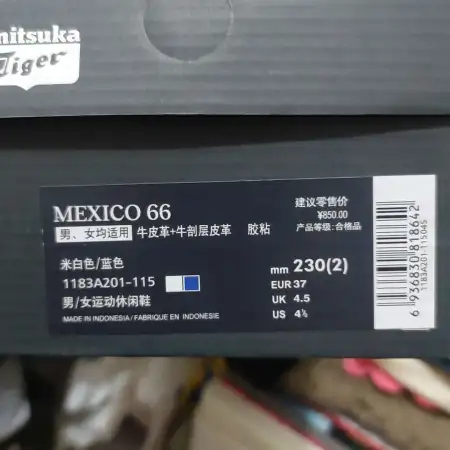 nitsuka
Tiger
MEXICO 66
男、女均适用 牛皮革+牛剖层皮革 胶粘
米白色/蓝色
1183A201-115
男/女运动休闲鞋
MADE IN INDONESIA / FABRIQUE EN INDONESIE
建议零售价
¥850.00
产品等级：合格品
mm 230(2)
EUR 37
UK 4.5
US 4½
6 936830 818642
1183A201-115045